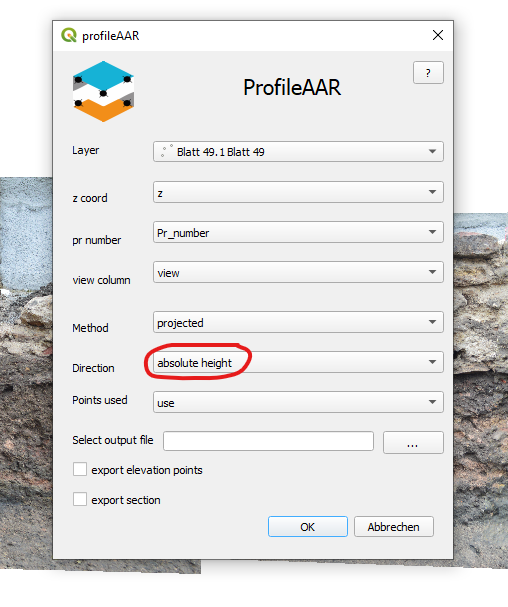 profileAAR
ProfileAAR
?
Layer
Blatt 49.1 Blatt 49
z coord
z
pr number
Pr_number
view column
view
Method
projected
Direction
absolute height
Points used
use
Select output file
...
export elevation points
export section
OK
Abbrechen